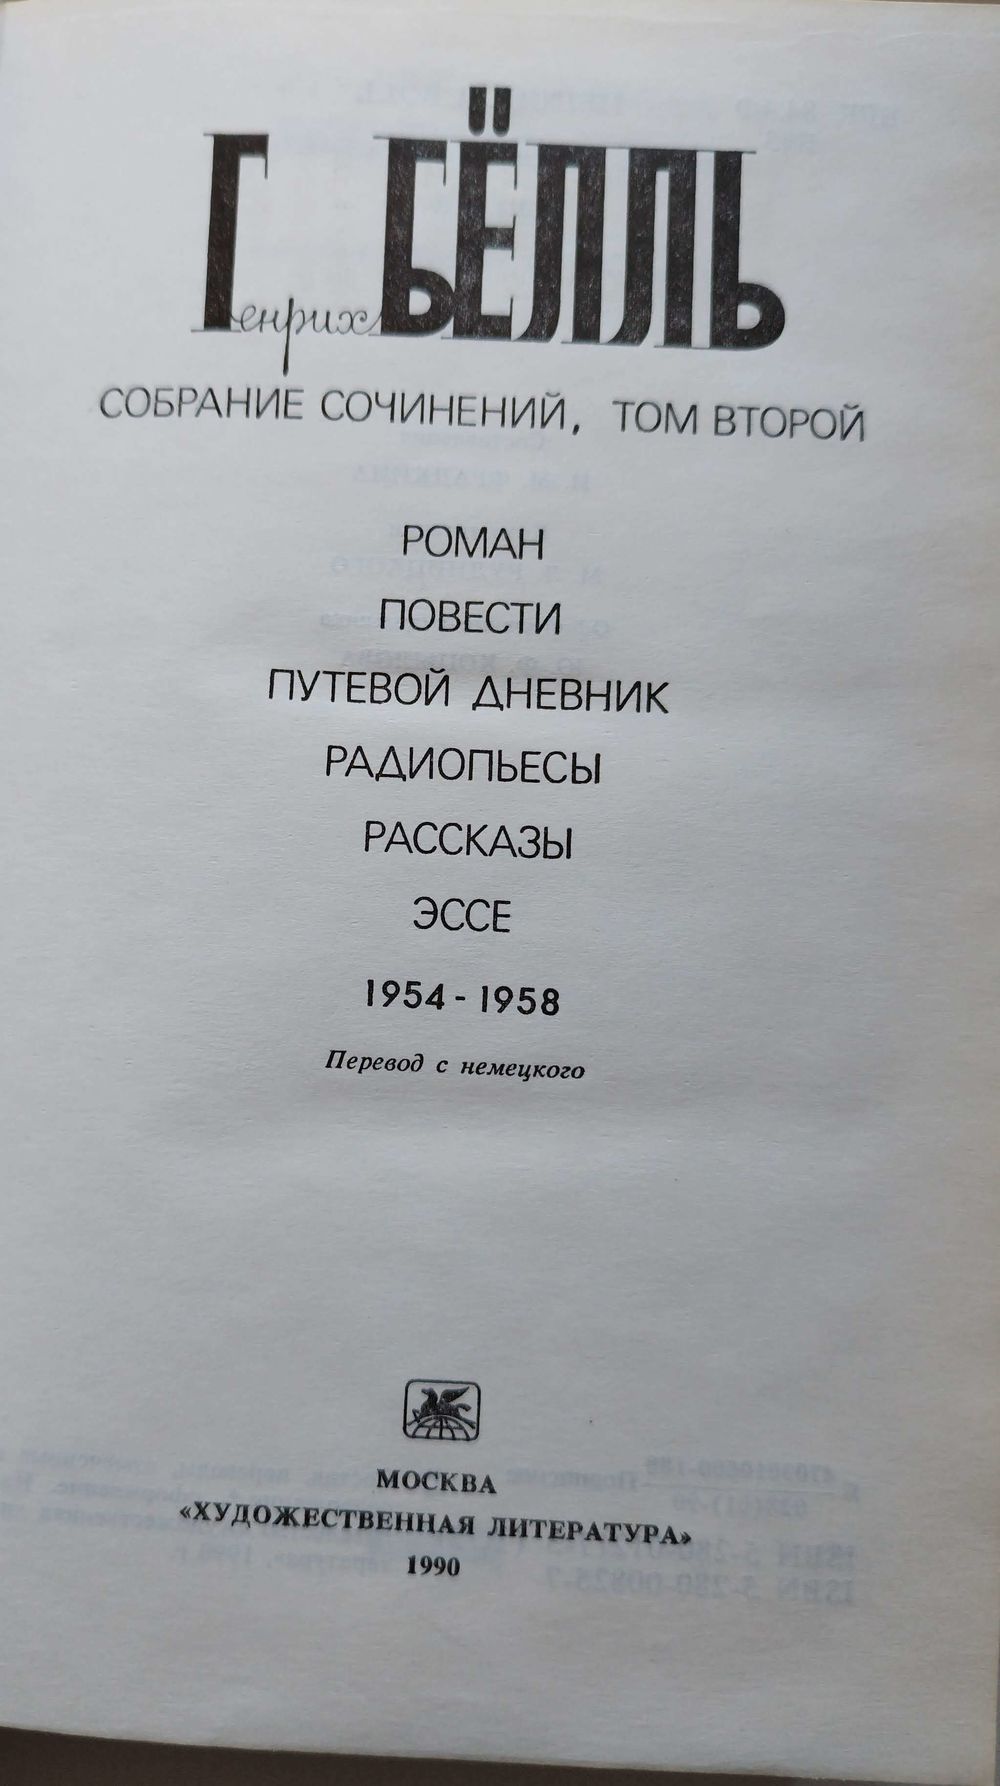 Генрих БЁЛЛЬ
СОБРАНИЕ СОЧИНЕНИЙ, ТОМ ВТОРОЙ
РОМАН
ПОВЕСТИ
ПУТЕВОЙ ДНЕВНИК
РАДИОПЬЕСЫ
РАССКАЗЫ
ЭССЕ
1954 - 1958
Перевод с немецкого
МОСКВА
«ХУДОЖЕСТВЕННАЯ ЛИТЕРАТУРА»
1990